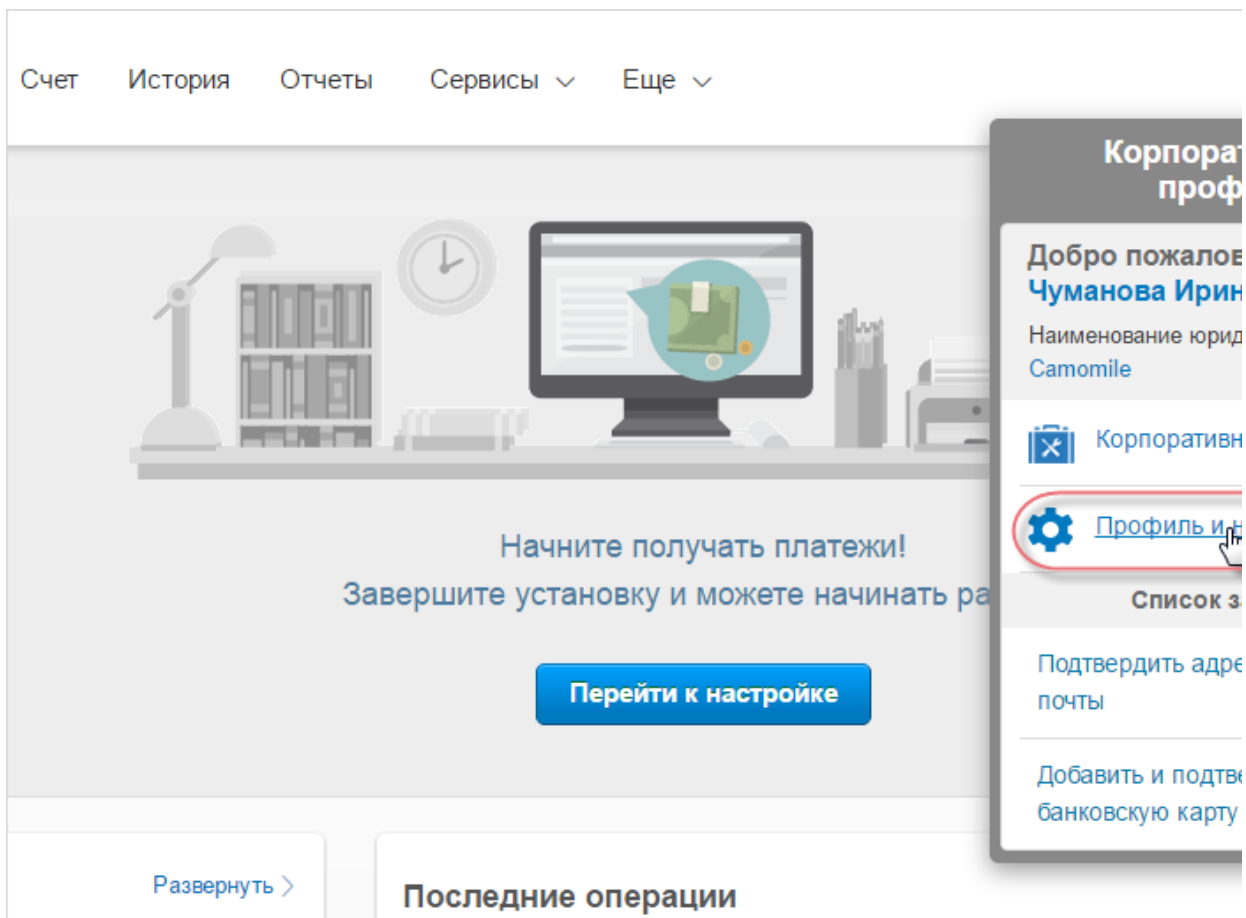 Счет История Отчеты Сервисы Еще
Корпорат
проф
Добро пожалов
Чуманова Ирин
Наименование юрид
Camomile
Корпоративн
Профиль и н
Список за
Подтвердить адре
почты
Добавить и подтве
банковскую карту
Начните получать платежи!
Завершите установку и можете начинать ра
Перейти к настройке
Развернуть
Последние операции